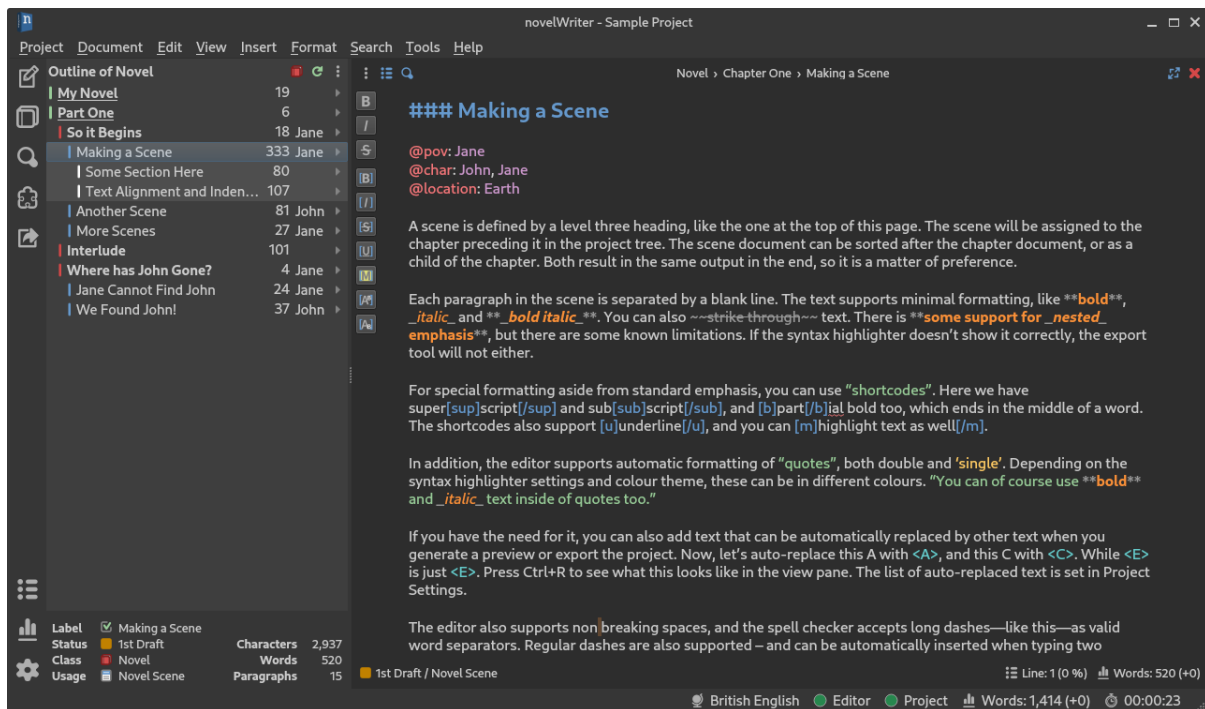 novelWriter - Sample Project
Project Document Edit View Insert Format Search Tools Help
Outline of Novel
My Novel 19
Part One 6
So it Begins 18 Jane
Making a Scene 333 Jane
Some Section Here 80
Text Alignment and Inden... 107
Another Scene 81 John
More Scenes 27 Jane
Interlude 101
Where has John Gone? 4 Jane
Jane Cannot Find John 24 Jane
We Found John! 37 John
Label Making a Scene
Status 1st Draft Characters 2,937
Class Novel Words 520
Usage Novel Scene Paragraphs 15
Novel › Chapter One › Making a Scene
B
I
S
[B]
[I]
[S]
[U]
[M]
### Making a Scene
@pov: Jane
@char: John, Jane
@location: Earth
A scene is defined by a level three heading, like the one at the top of this page. The scene will be assigned to the
chapter preceding it in the project tree. The scene document can be sorted after the chapter document, or as a
child of the chapter. Both result in the same output in the end, so it is a matter of preference.
Each paragraph in the scene is separated by a blank line. The text supports minimal formatting, like **bold**,
_italic_ and **_bold italic_**. You can also ~~strike through~~ text. There is **some support for _nested_
emphasis**, but there are some known limitations. If the syntax highlighter doesn’t show it correctly, the export
tool will not either.
For special formatting aside from standard emphasis, you can use “shortcodes”. Here we have
super[sup]script[/sup] and sub[sub]script[/sub], and [b]part[/b]ial bold too, which ends in the middle of a word.
The shortcodes also support [u]underline[/u], and you can [m]highlight text as well[/m].
In addition, the editor supports automatic formatting of “quotes”, both double and ‘single’. Depending on the
syntax highlighter settings and colour theme, these can be in different colours. “You can of course use **bold**
and _italic_ text inside of quotes too.”
If you have the need for it, you can also add text that can be automatically replaced by other text when you
generate a preview or export the project. Now, let’s auto-replace this A with <A>, and this C with <C>. While <E>
is just <E>. Press Ctrl+R to see what this looks like in the view pane. The list of auto-replaced text is set in Project
Settings.
The editor also supports non breaking spaces, and the spell checker accepts long dashes—like this—as valid
word separators. Regular dashes are also supported – and can be automatically inserted when typing two
1st Draft / Novel Scene Line: 1 (0 %) Words: 520 (+0)
British English Editor Project Words: 1,414 (+0) 00:00:23